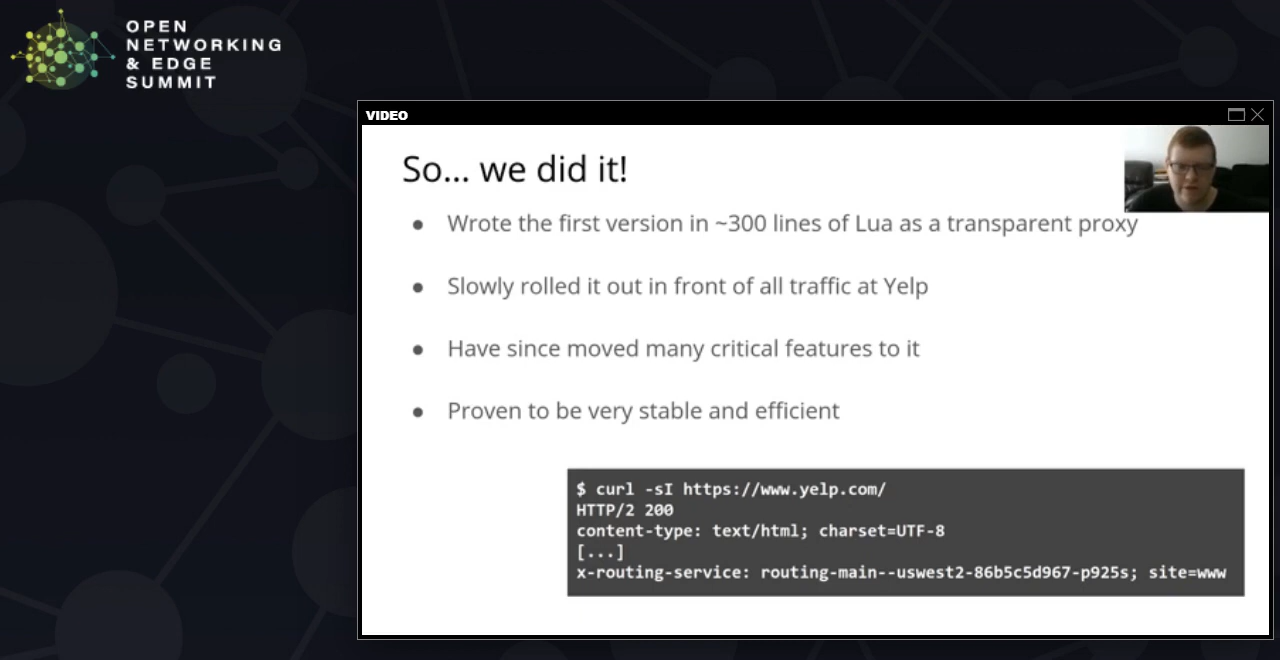 OPEN
NETWORKING
& EDGE
SUMMIT
VIDEO
So... we did it!
● Wrote the first version in ~300 lines of Lua as a transparent proxy
● Slowly rolled it out in front of all traffic at Yelp
● Have since moved many critical features to it
● Proven to be very stable and efficient
$ curl -sI https://www.yelp.com/
HTTP/2 200
content-type: text/html; charset=UTF-8
[...]
x-routing-service: routing-main--uswest2-86b5c5d967-p925s; site=www